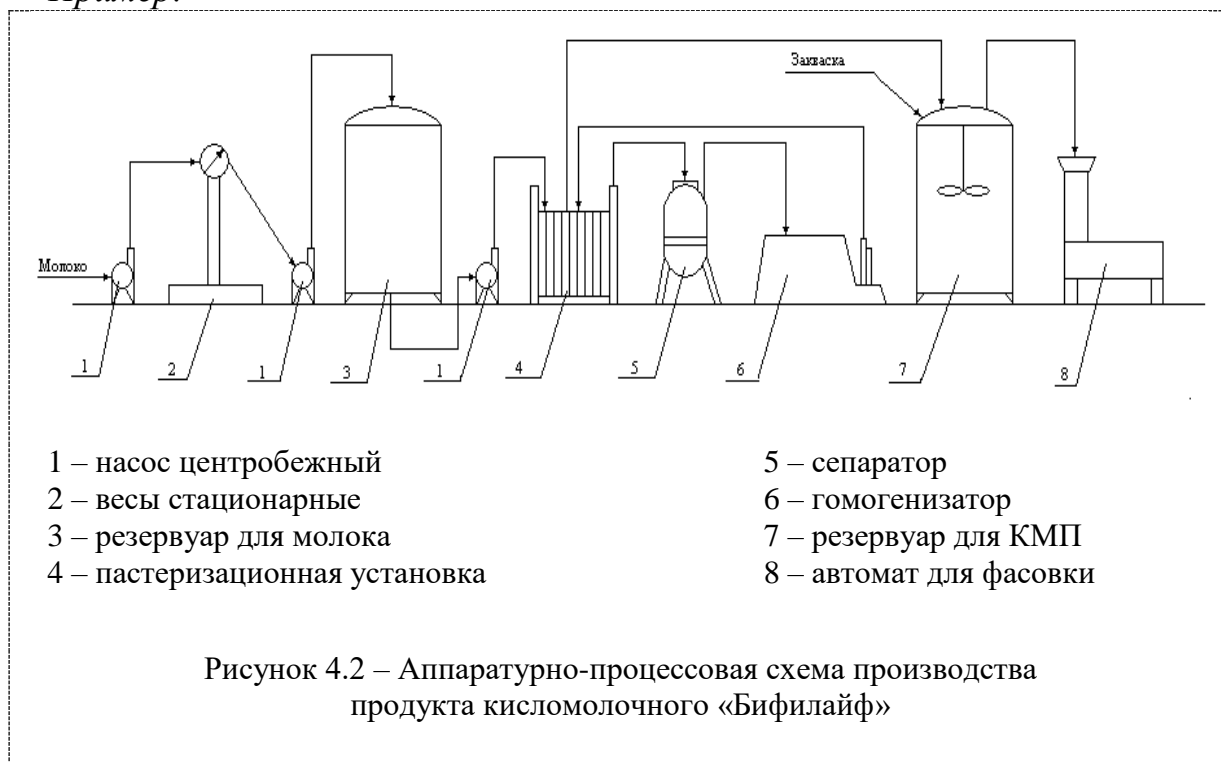 Пример:
Закваска
Молоко
1
2
1
3
1
4
5
6
7
8
1 – насос центробежный
2 – весы стационарные
3 – резервуар для молока
4 – пастеризационная установка
5 – сепаратор
6 – гомогенизатор
7 – резервуар для КМП
8 – автомат для фасовки
Рисунок 4.2 – Аппаратурно-процессовая схема производства
продукта кисломолочного «Бифилайф»